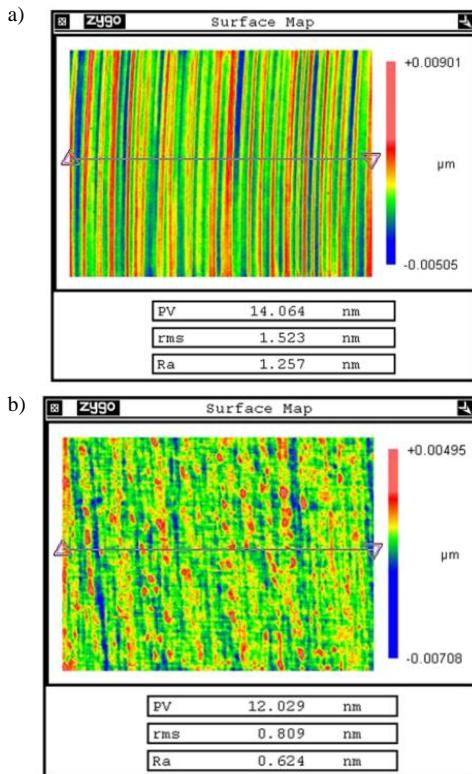 a)
zygo Surface Map
+0.00901
µm
-0.00505
PV 14.064 nm
rms 1.523 nm
Ra 1.257 nm
b)
zygo Surface Map
+0.00495
µm
-0.00708
PV 12.029 nm
rms 0.809 nm
Ra 0.624 nm